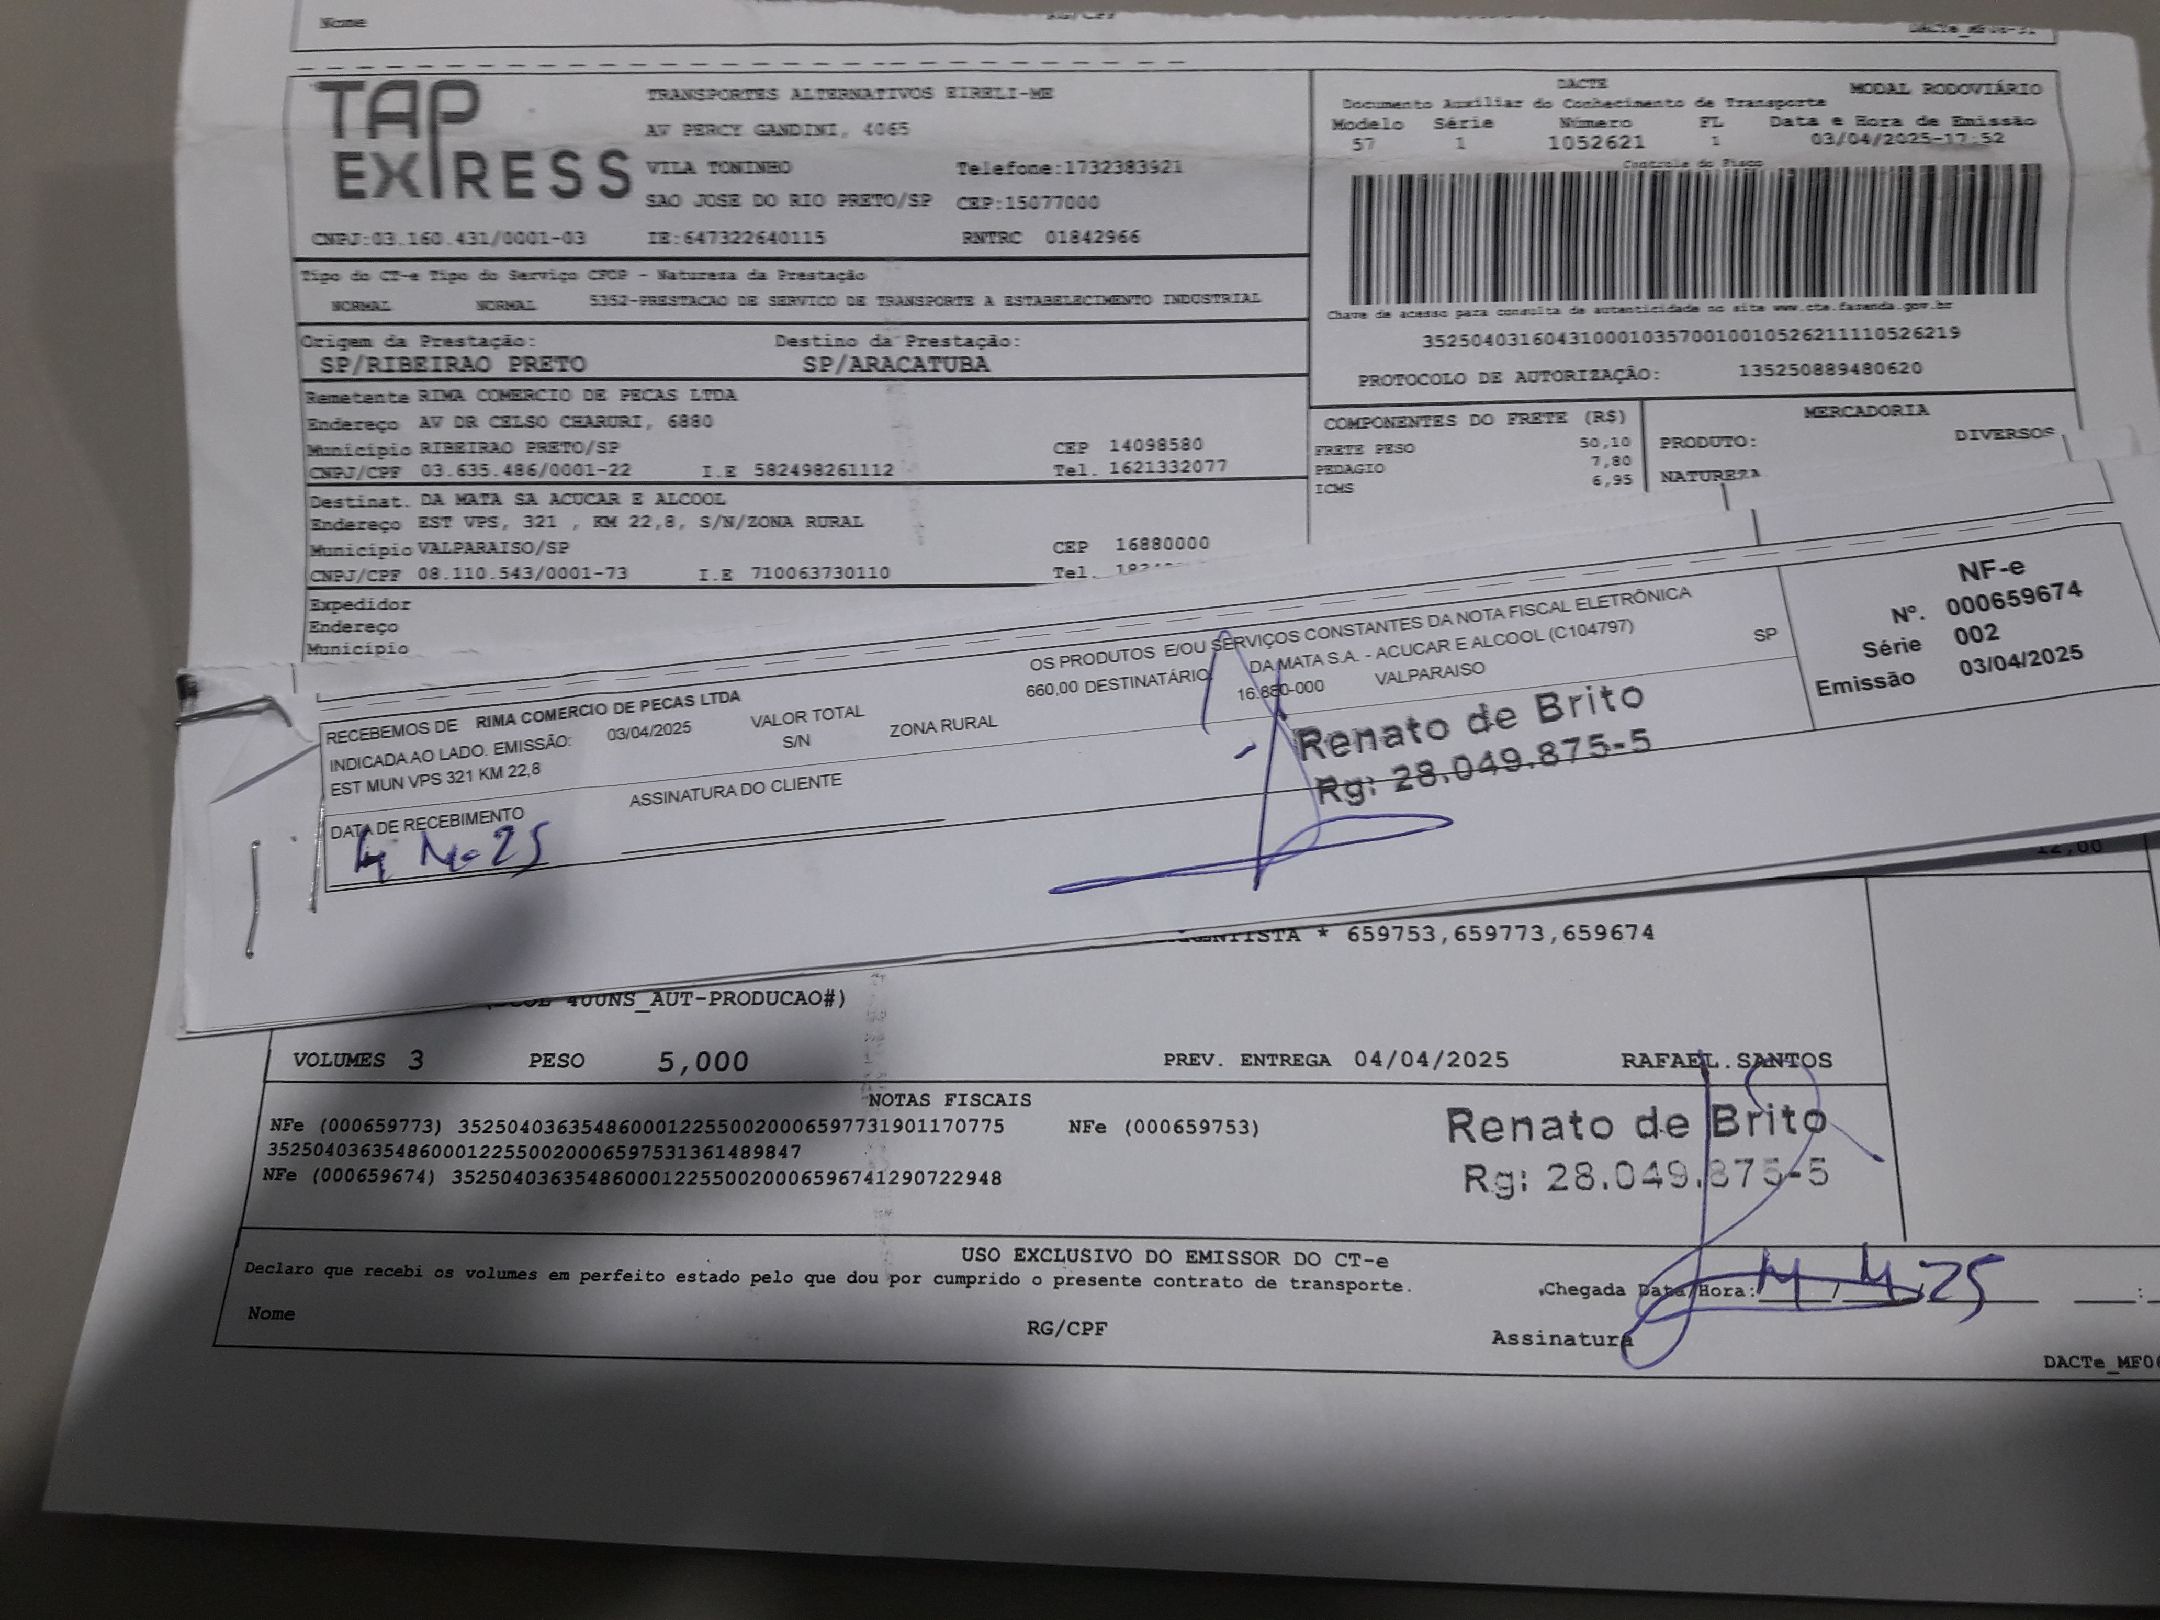 Nome
TAP EXPRESS
TRANSPORTES ALTERNATIVOS EIRELI-ME
AV PERCY GANDINI, 4065
VILA TONINHO Telefone:1732383921
SAO JOSE DO RIO PRETO/SP CEP:15077000
CNPJ:03.160.431/0001-03 IE:647322640115 RNTRC 01842966
DACTE MODAL RODOVIÁRIO
Documento Auxiliar do Conhecimento de Transporte
Modelo Série Número FL Data e Hora de Emissão
57 1 1052621 1 03/04/2025-17:52
Controle do Fisco
Chave de acesso para consulta de autenticidade no site www.cte.fazenda.gov.br
35250403160431000103570010010526211110526219
PROTOCOLO DE AUTORIZAÇÃO: 135250889480620
Tipo do CT-e Tipo do Serviço CFOP - Natureza da Prestação
NORMAL NORMAL 5352-PRESTACAO DE SERVICO DE TRANSPORTE A ESTABELECIMENTO INDUSTRIAL
Origem da Prestação: Destino da Prestação:
SP/RIBEIRAO PRETO SP/ARACATUBA
Remetente RIMA COMERCIO DE PECAS LTDA
Endereço AV DR CELSO CHARURI, 6880
Município RIBEIRAO PRETO/SP CEP 14098580
CNPJ/CPF 03.635.486/0001-22 I.E 582498261112 Tel. 1621332077
COMPONENTES DO FRETE (R$)
FRETE PESO 50,10
PEDAGIO 7,80
ICMS 6,95
MERCADORIA
PRODUTO: DIVERSOS
NATUREZA
Destinat. DA MATA SA ACUCAR E ALCOOL
Endereço EST VPS, 321 , KM 22,8, S/N/ZONA RURAL
Município VALPARAISO/SP CEP 16880000
CNPJ/CPF 08.110.543/0001-73 I.E 710063730110 Tel.
Expedidor
Endereço
Município
RECEBEMOS DE RIMA COMERCIO DE PECAS LTDA OS PRODUTOS E/OU SERVIÇOS CONSTANTES DA NOTA FISCAL ELETRÔNICA
INDICADA AO LADO. EMISSÃO: 03/04/2025 VALOR TOTAL 660,00 DESTINATÁRIO: DA MATA S.A. - ACUCAR E ALCOOL (C104797)
EST MUN VPS 321 KM 22,8 S/N ZONA RURAL 16.880-000 VALPARAISO SP
DATA DE RECEBIMENTO ASSINATURA DO CLIENTE
4 4-25
Renato de Brito
Rg: 28.049.875-5
NF-e
Nº. 000659674
Série 002
Emissão 03/04/2025
12,00
* 659753,659773,659674
400NS_AUT-PRODUCAO#)
VOLUMES 3 PESO 5,000 PREV. ENTREGA 04/04/2025 RAFAEL.SANTOS
NOTAS FISCAIS
NFe (000659773) 35250403635486000122550020006597731901170775 NFe (000659753)
35250403635486000122550020006597531361489847
NFe (000659674) 35250403635486000122550020006596741290722948
Renato de Brito
Rg: 28.049.875-5
USO EXCLUSIVO DO EMISSOR DO CT-e
Declaro que recebi os volumes em perfeito estado pelo que dou por cumprido o presente contrato de transporte.
Chegada Data/Hora: 4/4/25
Nome RG/CPF Assinatura